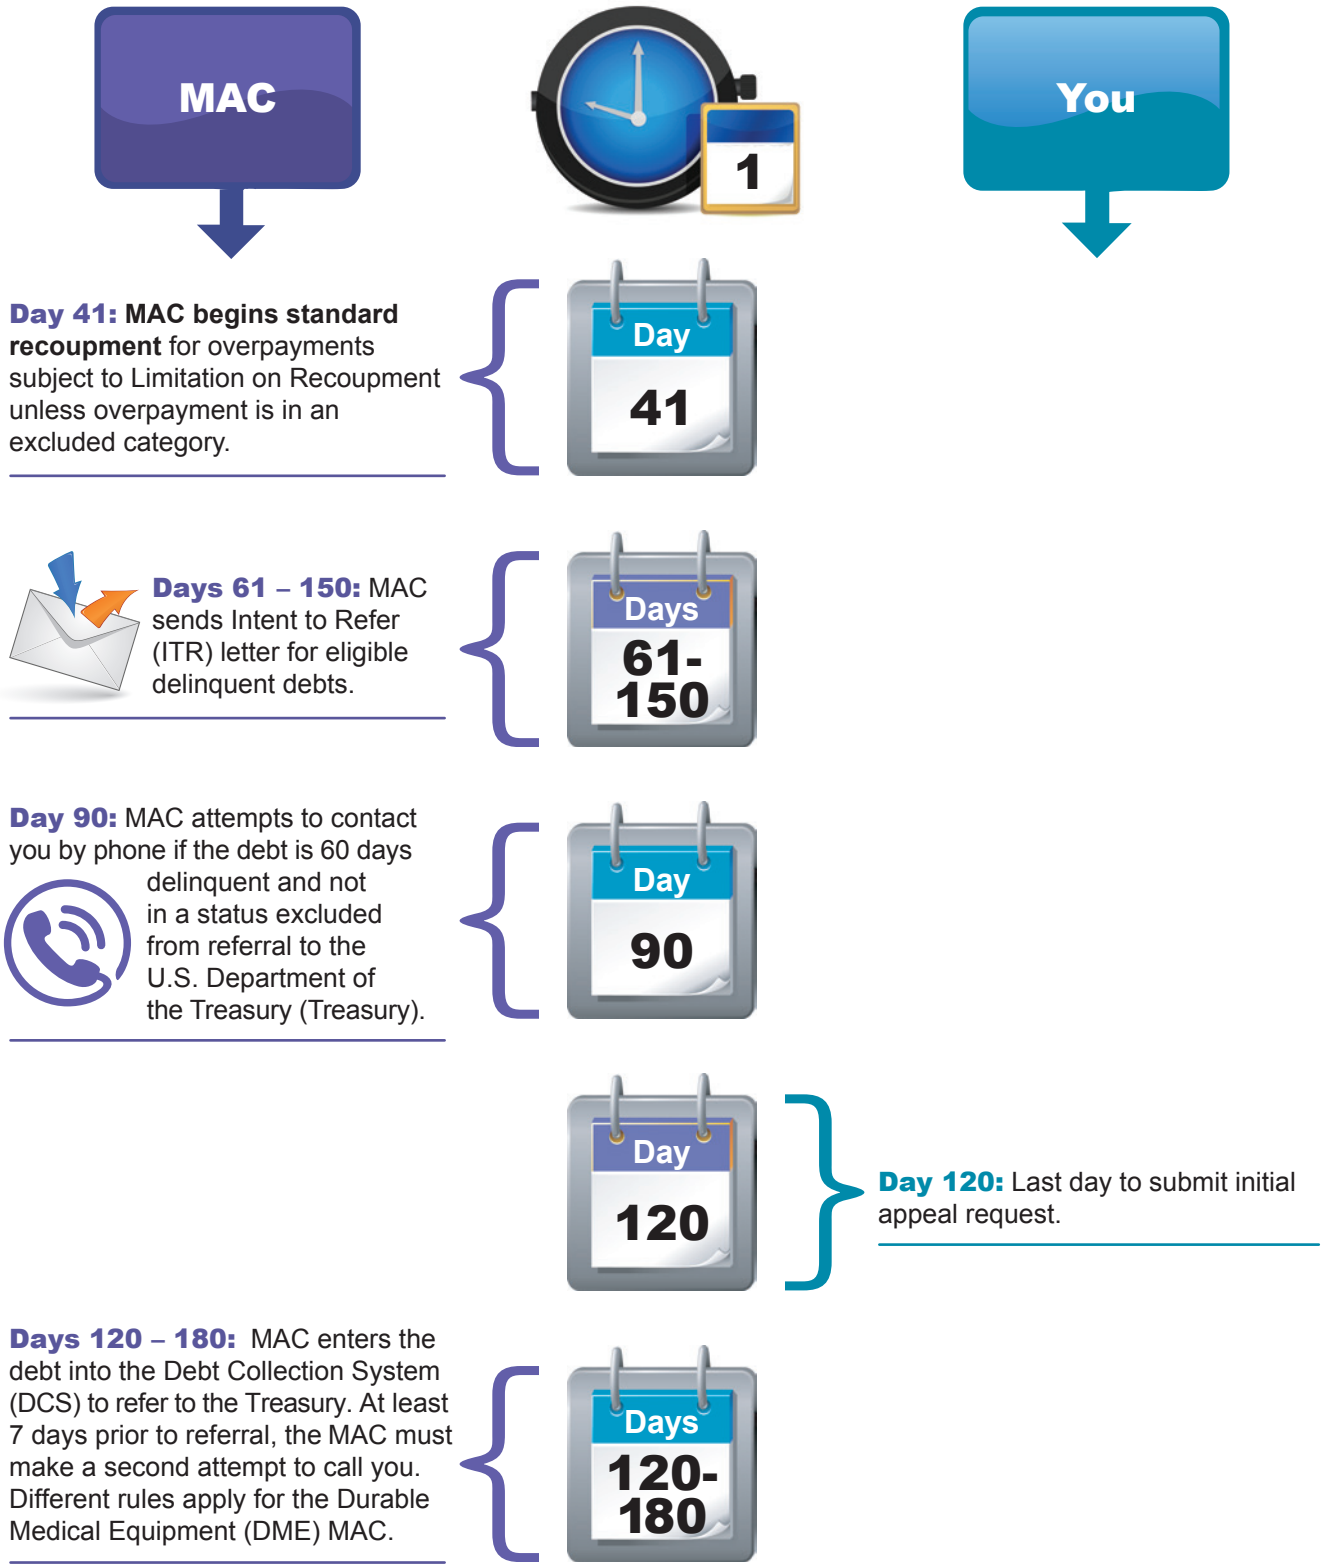 MAC
1
You
Day 41: MAC begins standard
recoupment for overpayments
subject to Limitation on Recoupment
unless overpayment is in an
excluded category.
Day
41
Days 61 – 150: MAC
sends Intent to Refer
(ITR) letter for eligible
delinquent debts.
Days
61-
150
Day 90: MAC attempts to contact
you by phone if the debt is 60 days
delinquent and not
in a status excluded
from referral to the
U.S. Department of
the Treasury (Treasury).
Day
90
Day
120
Day 120: Last day to submit initial
appeal request.
Days 120 – 180: MAC enters the
debt into the Debt Collection System
(DCS) to refer to the Treasury. At least
7 days prior to referral, the MAC must
make a second attempt to call you.
Different rules apply for the Durable
Medical Equipment (DME) MAC.
Days
120-
180